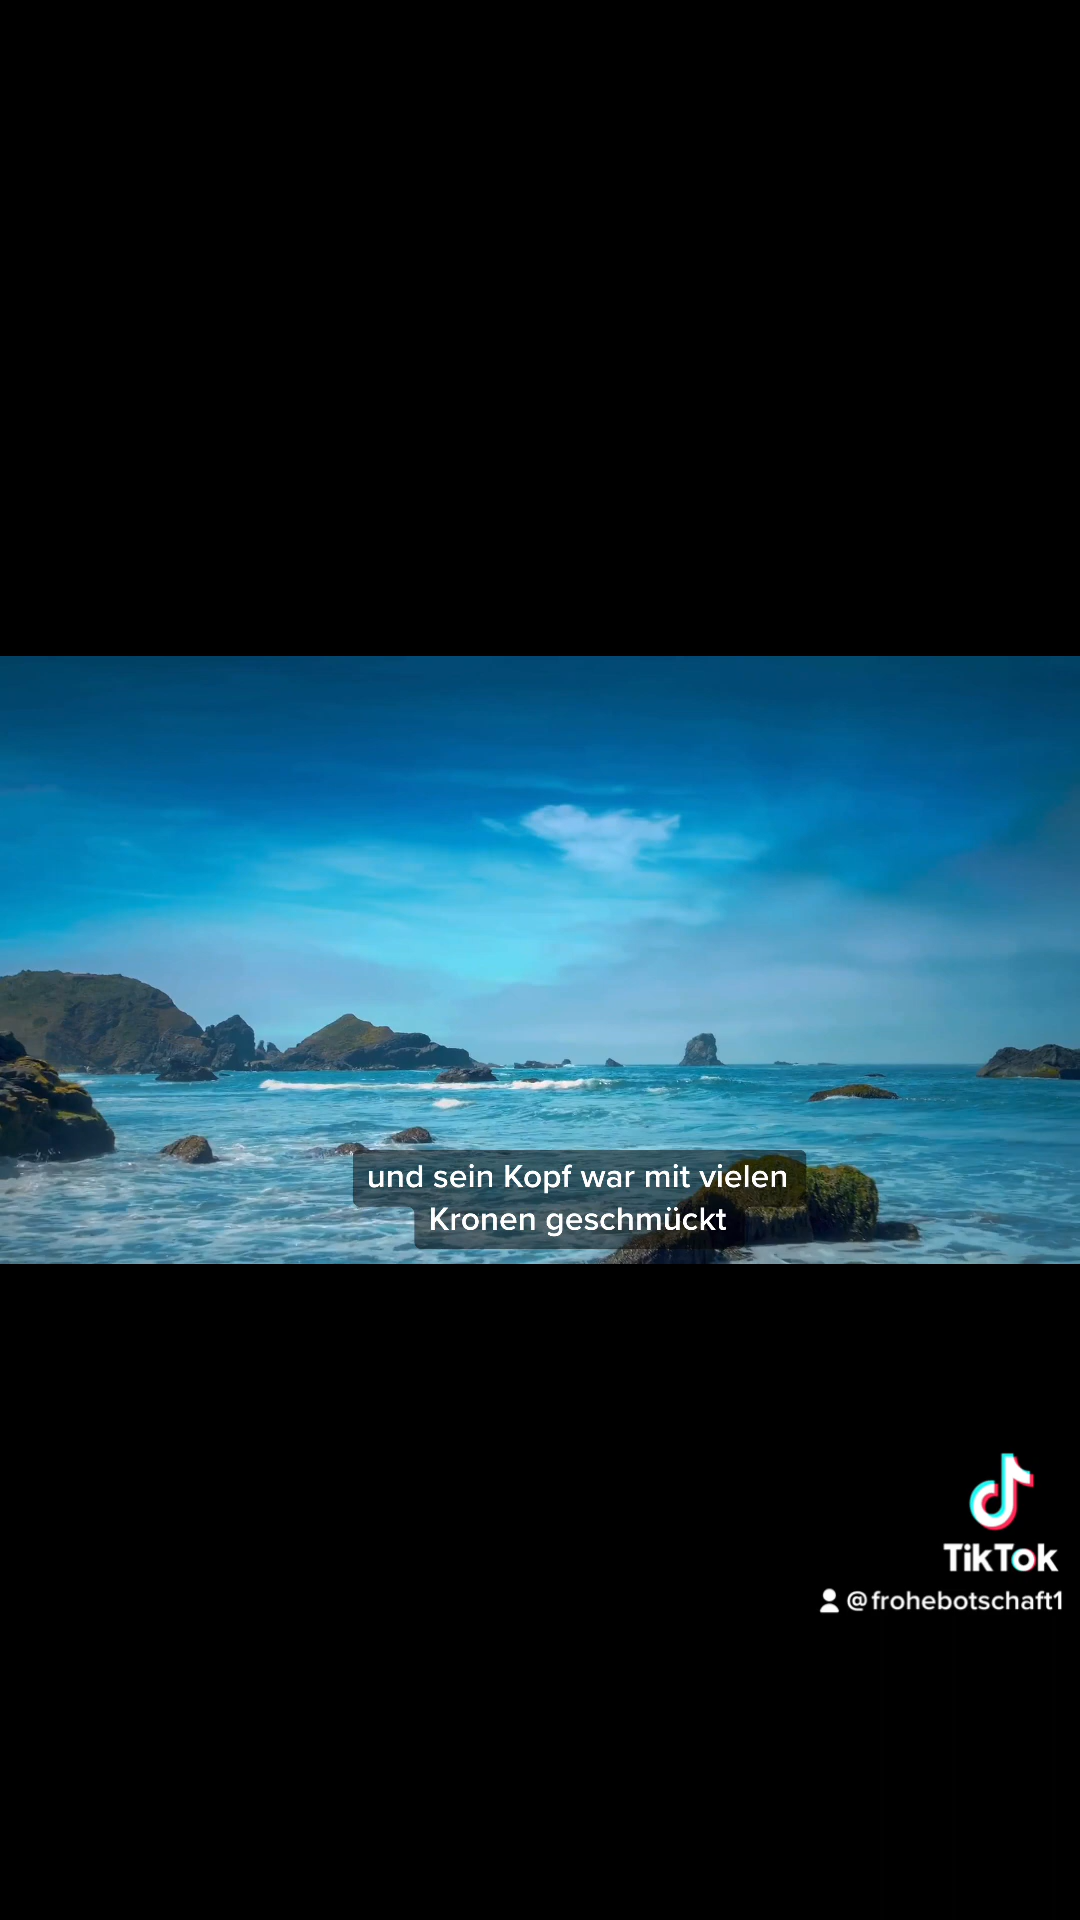 und sein Kopf war mit vielen
Kronen geschmückt
TikTok
@frohebotschaft1